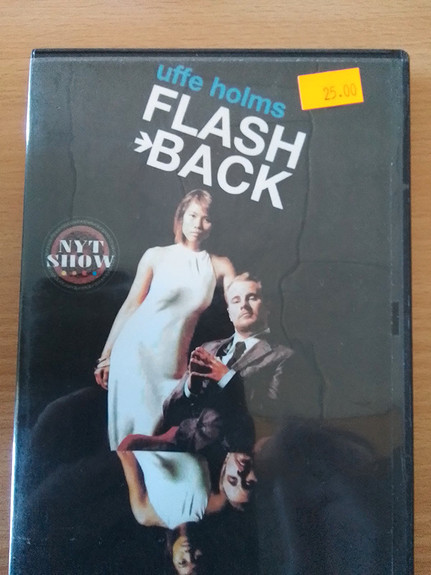 uffe holms
FLASH
BACK
25.00
NYT
SHOW